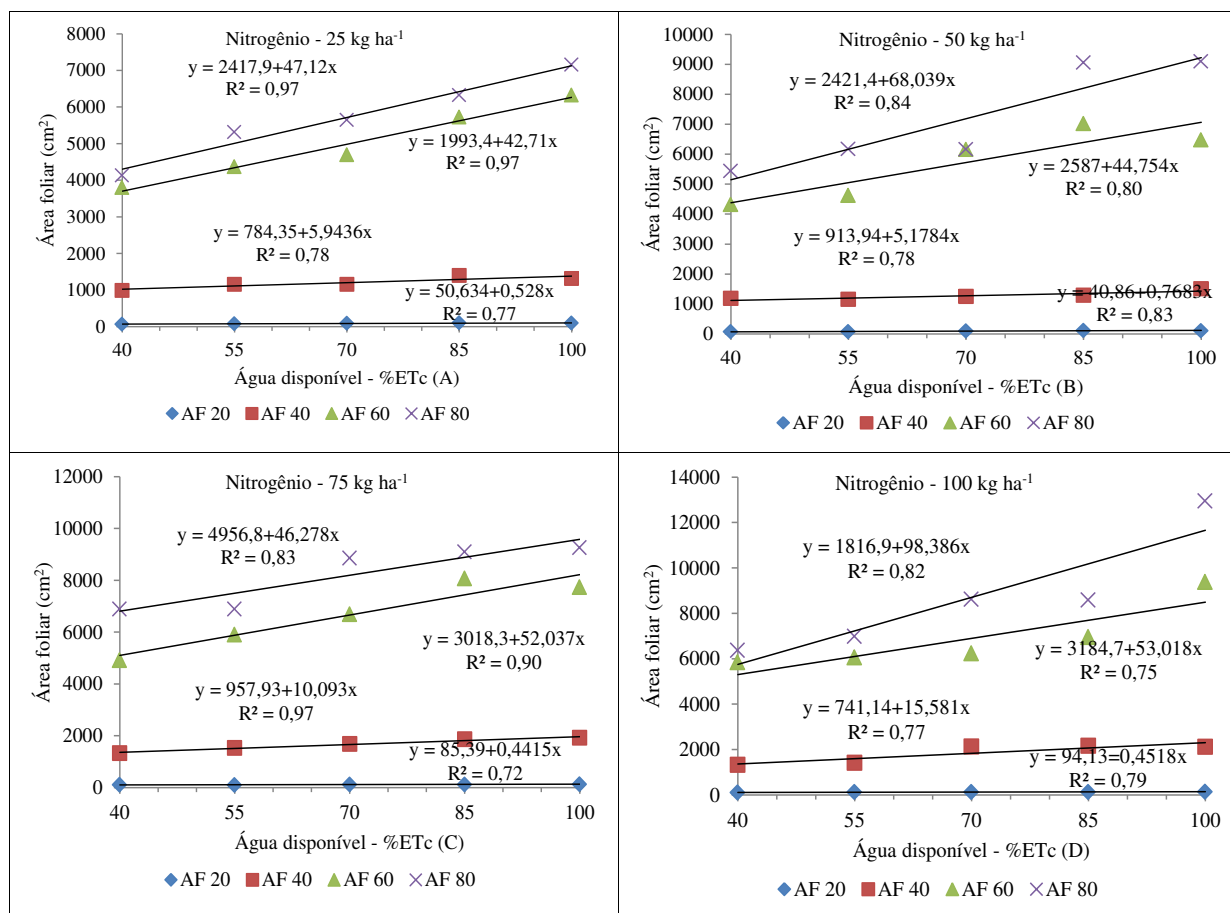 Nitrogênio - 25 kg ha⁻¹
y = 2417,9+47,12x
R² = 0,97
y = 1993,4+42,71x
R² = 0,97
y = 784,35+5,9436x
R² = 0,78
y = 50,634+0,528x
R² = 0,77
Área foliar (cm²)
8000
7000
6000
5000
4000
3000
2000
1000
0
40 55 70 85 100
Água disponível - %ETc (A)
AF 20 AF 40 AF 60 AF 80
Nitrogênio - 50 kg ha⁻¹
y = 2421,4+68,039x
R² = 0,84
y = 2587+44,754x
R² = 0,80
y = 913,94+5,1784x
R² = 0,78
y = 40,86+0,7683x
R² = 0,83
Área foliar (cm²)
10000
9000
8000
7000
6000
5000
4000
3000
2000
1000
0
40 55 70 85 100
Água disponível - %ETc (B)
AF 20 AF 40 AF 60 AF 80
Nitrogênio - 75 kg ha⁻¹
y = 4956,8+46,278x
R² = 0,83
y = 3018,3+52,037x
R² = 0,90
y = 957,93+10,093x
R² = 0,97
y = 85,39+0,4415x
R² = 0,72
Área foliar (cm²)
12000
10000
8000
6000
4000
2000
0
40 55 70 85 100
Água disponível - %ETc (C)
AF 20 AF 40 AF 60 AF 80
Nitrogênio - 100 kg ha⁻¹
y = 1816,9+98,386x
R² = 0,82
y = 3184,7+53,018x
R² = 0,75
y = 741,14+15,581x
R² = 0,77
y = 94,13=0,4518x
R² = 0,79
Área foliar (cm²)
14000
12000
10000
8000
6000
4000
2000
0
40 55 70 85 100
Água disponível - %ETc (D)
AF 20 AF 40 AF 60 AF 80